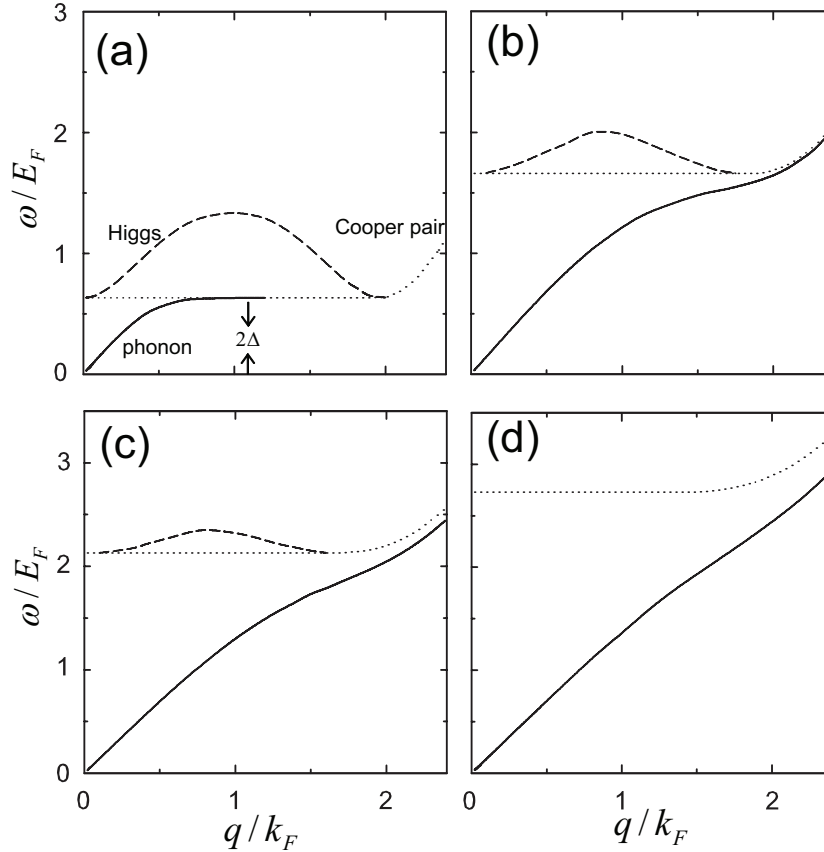 (a)
3
2
1
0
ω/E_F
Higgs
Cooper pair
phonon
2Δ
(b)
(c)
3
2
1
0
ω/E_F
0
1
2
q/k_F
(d)
0
1
2
q/k_F